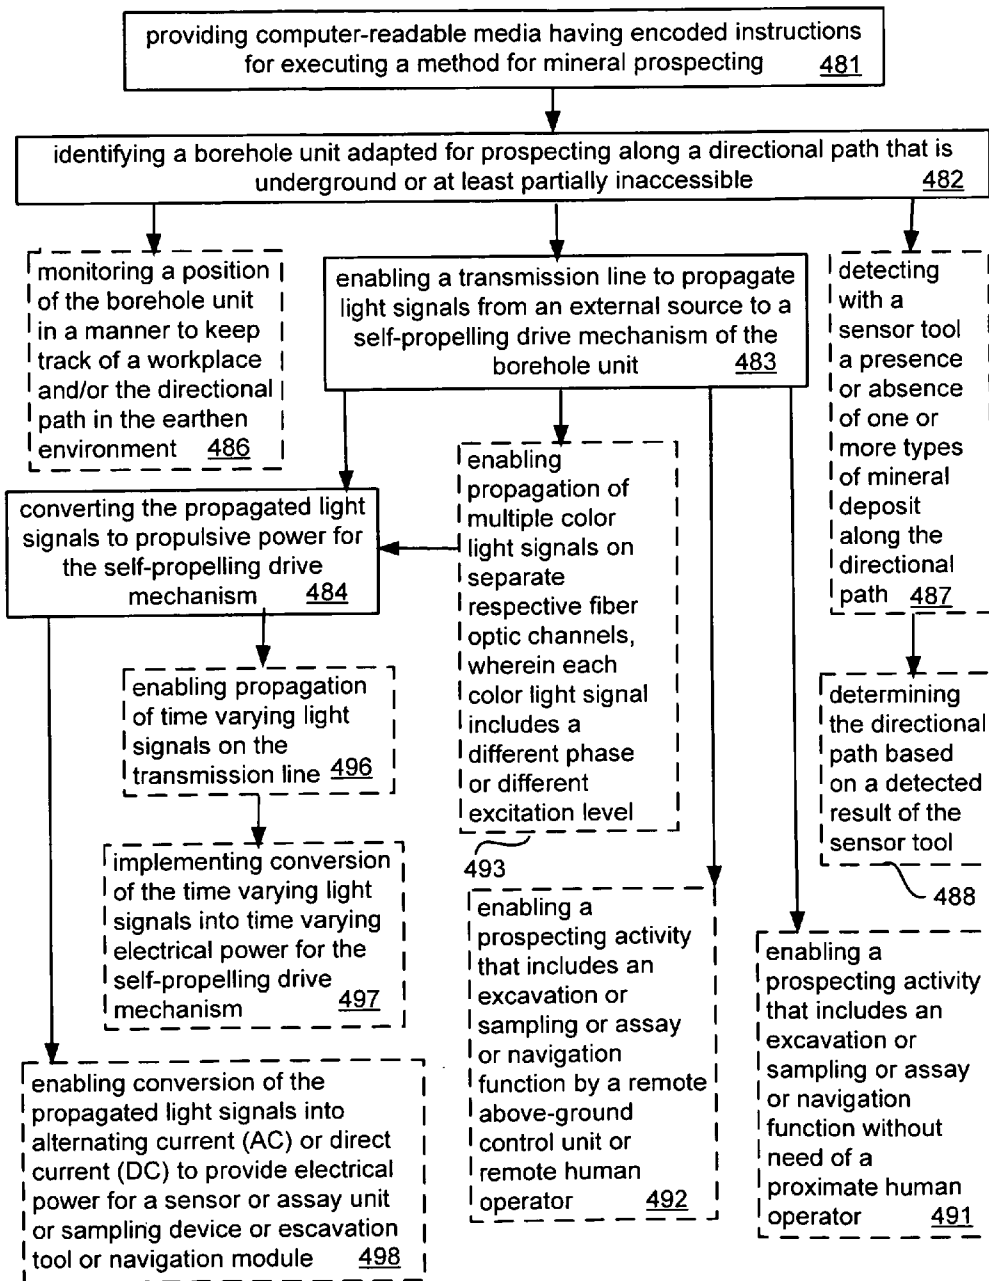 providing computer-readable media having encoded instructions
for executing a method for mineral prospecting 481
identifying a borehole unit adapted for prospecting along a directional path that is
underground or at least partially inaccessible 482
monitoring a position
of the borehole unit
in a manner to keep
track of a workplace
and/or the directional
path in the earthen
environment 486
enabling a transmission line to propagate
light signals from an external source to a
self-propelling drive mechanism of the
borehole unit 483
detecting
with a
sensor tool
a presence
or absence
of one or
more types
of mineral
deposit
along the
directional
path 487
converting the propagated light
signals to propulsive power for
the self-propelling drive
mechanism 484
enabling
propagation of
multiple color
light signals on
separate
respective fiber
optic channels,
wherein each
color light signal
includes a
different phase
or different
excitation level
493
determining
the directional
path based
on a detected
result of the
sensor tool
488
enabling propagation
of time varying light
signals on the
transmission line 496
implementing conversion
of the time varying light
signals into time varying
electrical power for the
self-propelling drive
mechanism 497
enabling a
prospecting activity
that includes an
excavation or
sampling or assay
or navigation
function by a remote
above-ground
control unit or
remote human
operator 492
enabling a
prospecting activity
that includes an
excavation or
sampling or assay
or navigation
function without
need of a
proximate human
operator 491
enabling conversion of the
propagated light signals into
alternating current (AC) or direct
current (DC) to provide electrical
power for a sensor or assay unit
or sampling device or escavation
tool or navigation module 498